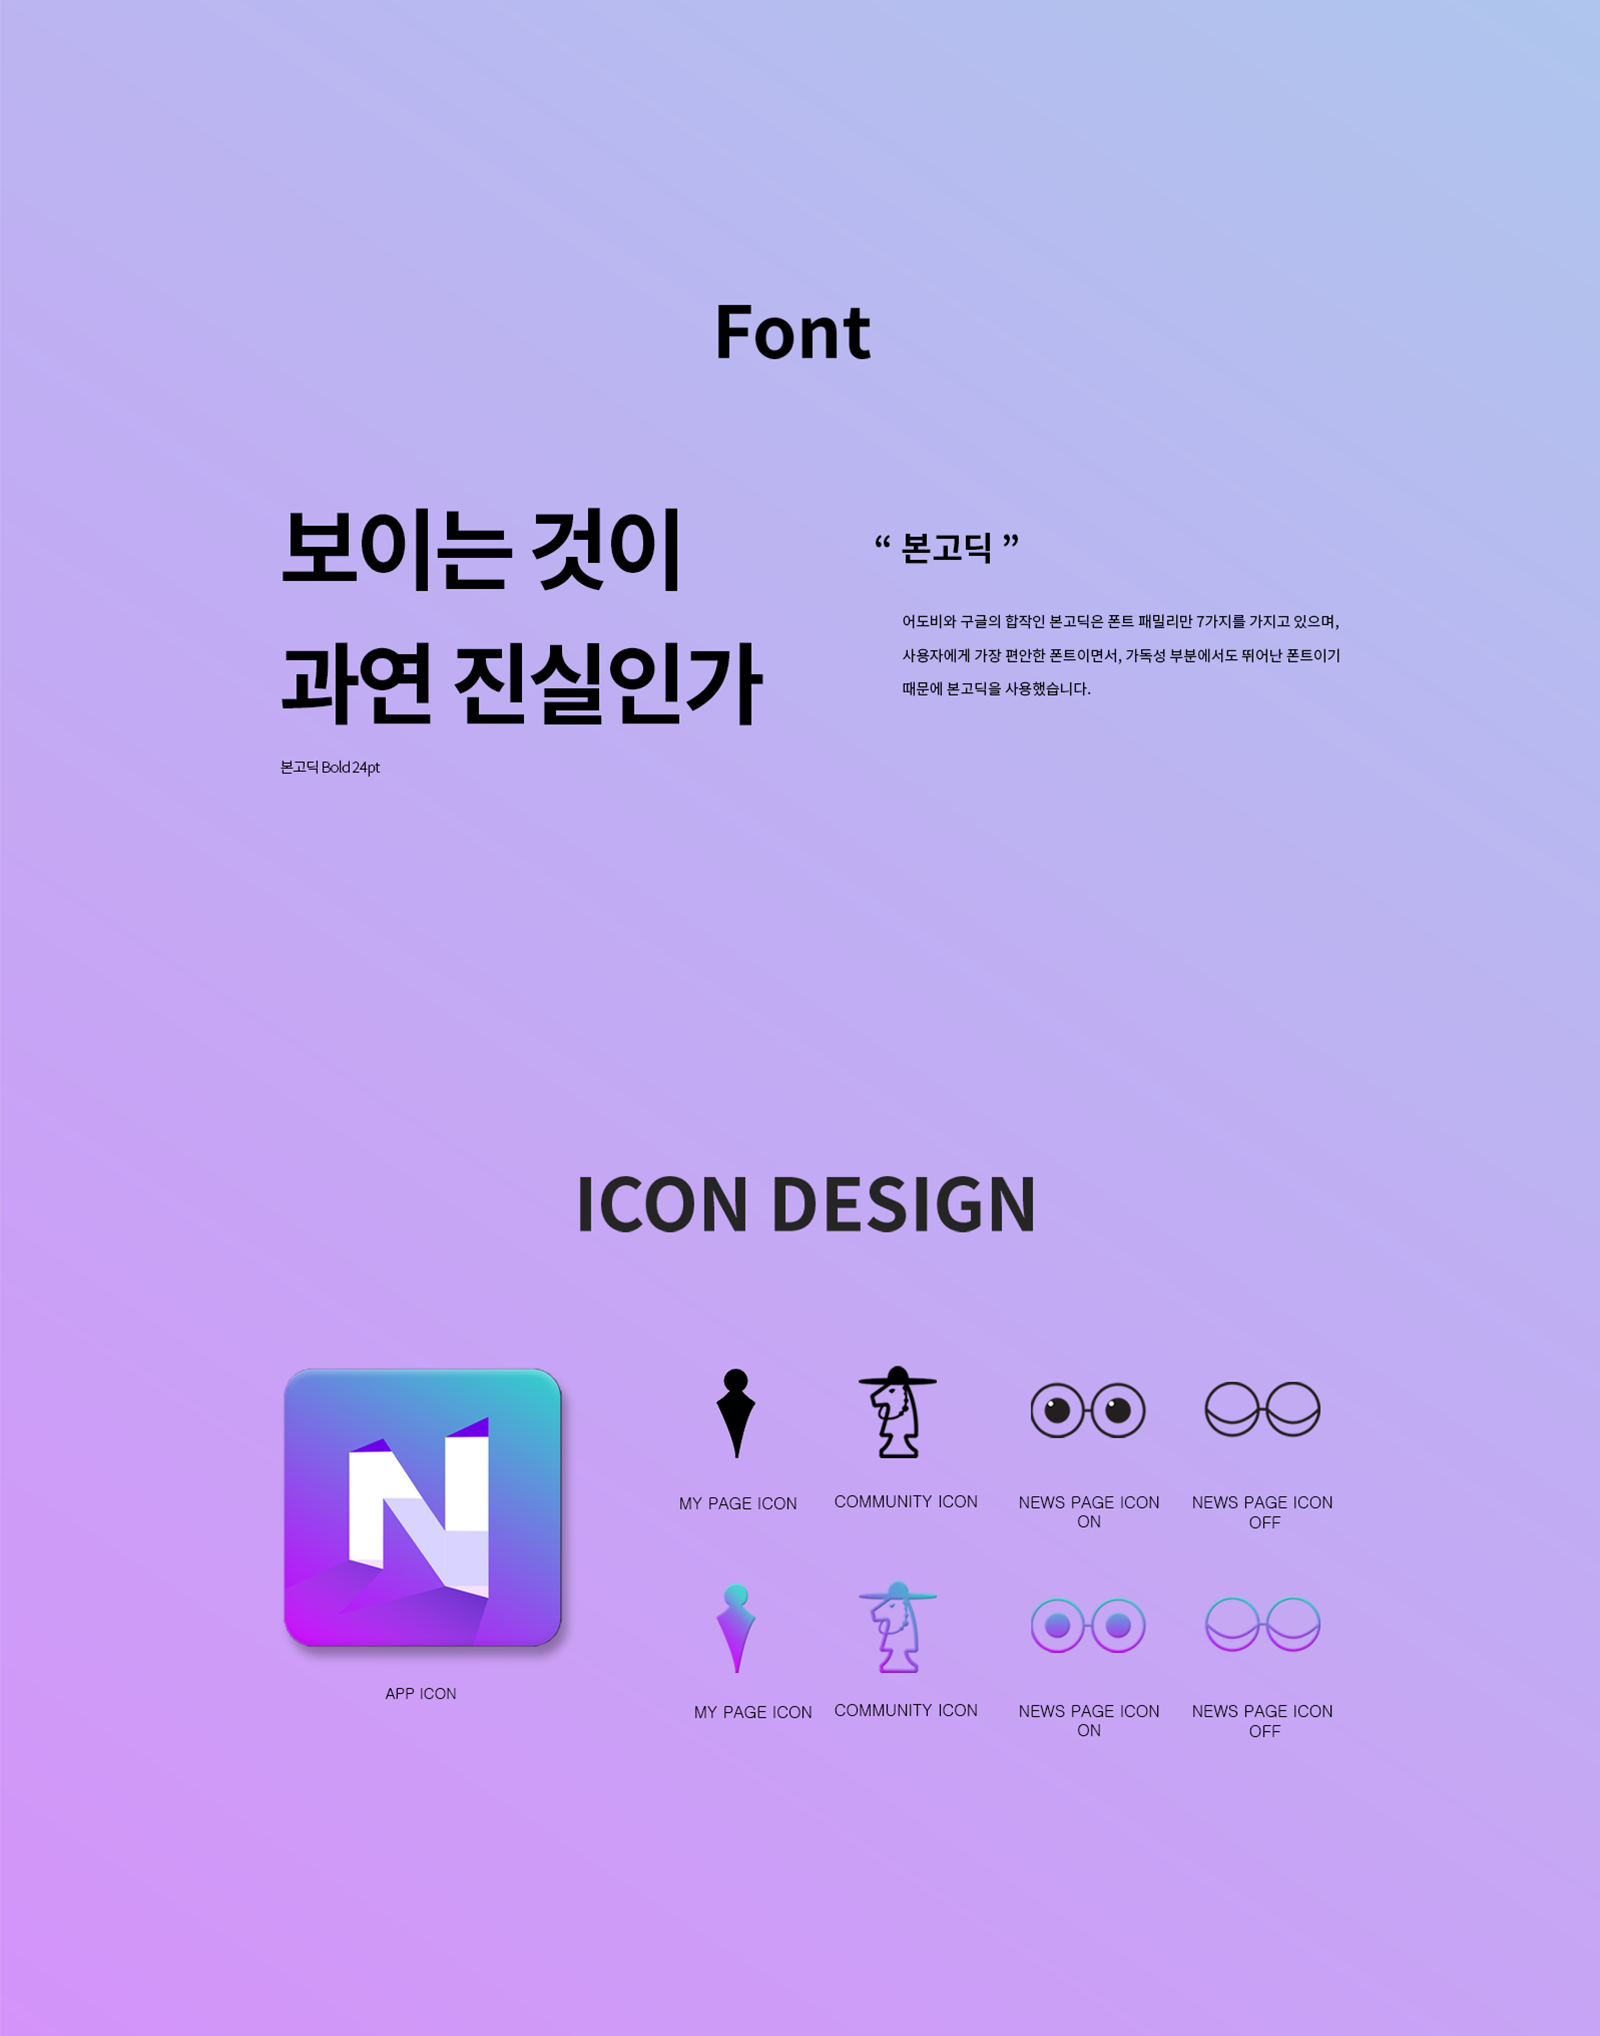 Font
보이는 것이
과연 진실인가
본고딕 Bold 24pt
“ 본고딕 ”
어도비와 구글의 합작인 본고딕은 폰트 패밀리만 7가지를 가지고 있으며,
사용자에게 가장 편안한 폰트이면서, 가독성 부분에서도 뛰어난 폰트이기
때문에 본고딕을 사용했습니다.
ICON DESIGN
N
APP ICON
MY PAGE ICON
COMMUNITY ICON
NEWS PAGE ICON
ON
NEWS PAGE ICON
OFF
MY PAGE ICON
COMMUNITY ICON
NEWS PAGE ICON
ON
NEWS PAGE ICON
OFF